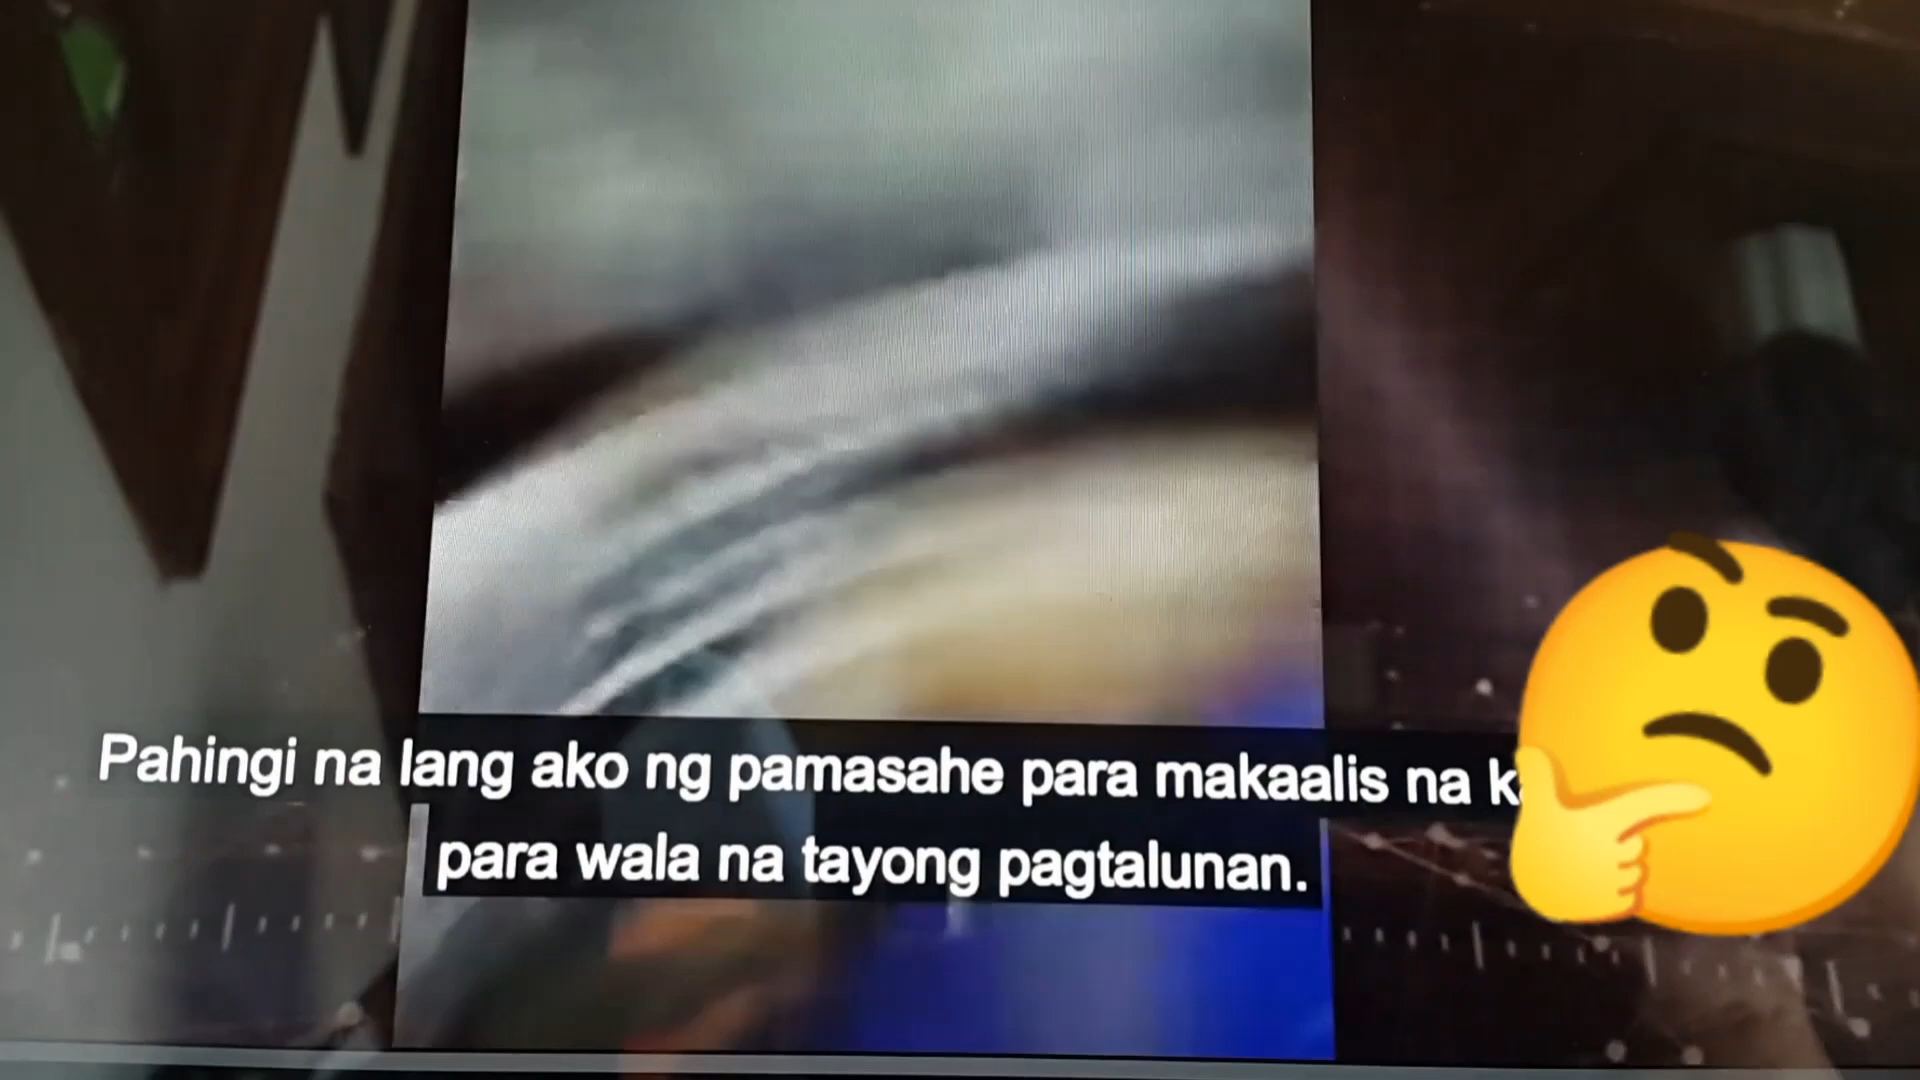 Pahingi na lang ako ng pamasahe para makaalis na
para wala na tayong pagtalunan.